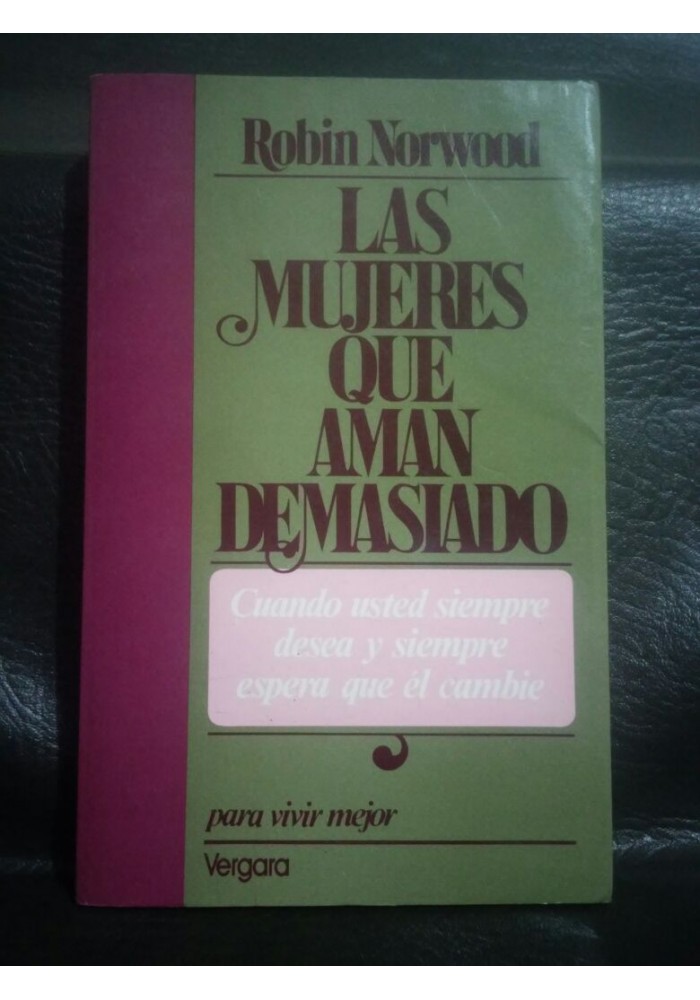 Robin Norwood
LAS
MUJERES
QUE
AMAN
DEMASIADO
Cuando usted siempre
desea y siempre
espera que él cambie
para vivir mejor
Vergara